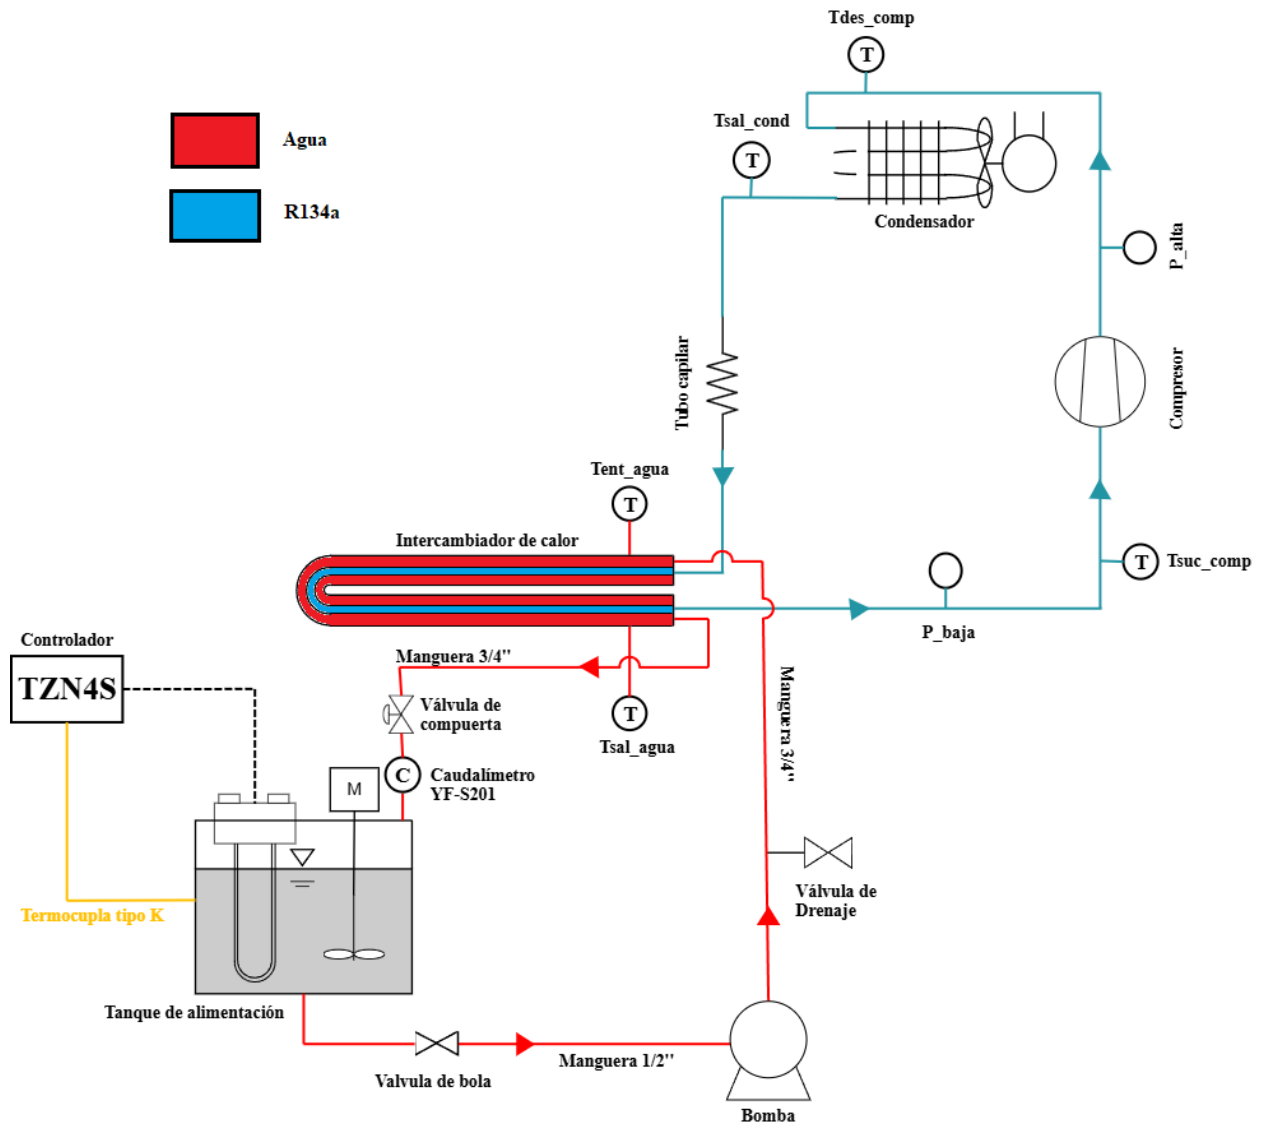 Tdes_comp
T
Tsal_cond
T
Agua
R134a
Condensador
P_alta
Tubo capilar
Compresor
Tent_agua
T
Intercambiador de calor
T
Tsuc_comp
P_baja
Controlador
TZN4S
Manguera 3/4"
Válvula de
compuerta
T
Tsal_agua
Manguera 3/4"
C
Caudalímetro
YF-S201
M
Termocupla tipo K
Válvula de
Drenaje
Tanque de alimentación
Manguera 1/2"
Valvula de bola
Bomba